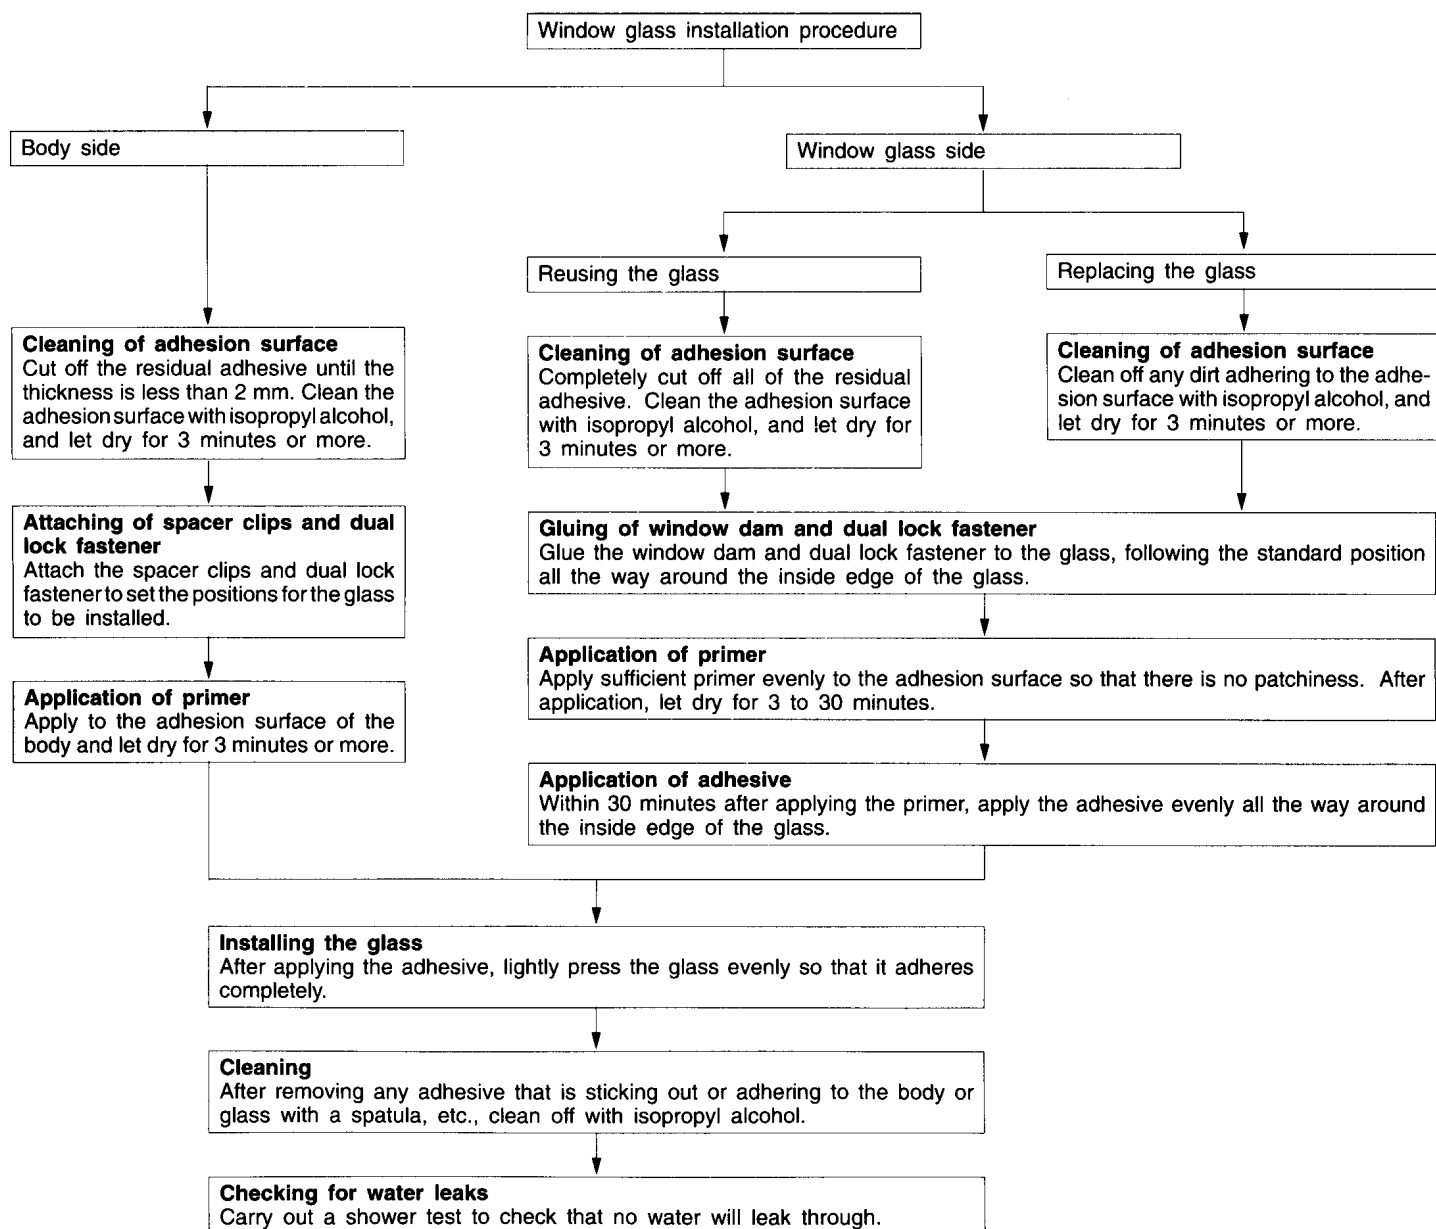 Window glass installation procedure
Body side
Window glass side
Reusing the glass
Replacing the glass
Cleaning of adhesion surface
Cut off the residual adhesive until the
thickness is less than 2 mm. Clean the
adhesion surface with isopropyl alcohol,
and let dry for 3 minutes or more.
Cleaning of adhesion surface
Completely cut off all of the residual
adhesive. Clean the adhesion surface
with isopropyl alcohol, and let dry for
3 minutes or more.
Cleaning of adhesion surface
Clean off any dirt adhering to the adhe-
sion surface with isopropyl alcohol, and
let dry for 3 minutes or more.
Attaching of spacer clips and dual
lock fastener
Attach the spacer clips and dual lock
fastener to set the positions for the glass
to be installed.
Gluing of window dam and dual lock fastener
Glue the window dam and dual lock fastener to the glass, following the standard position
all the way around the inside edge of the glass.
Application of primer
Apply to the adhesion surface of the
body and let dry for 3 minutes or more.
Application of primer
Apply sufficient primer evenly to the adhesion surface so that there is no patchiness. After
application, let dry for 3 to 30 minutes.
Application of adhesive
Within 30 minutes after applying the primer, apply the adhesive evenly all the way around
the inside edge of the glass.
Installing the glass
After applying the adhesive, lightly press the glass evenly so that it adheres
completely.
Cleaning
After removing any adhesive that is sticking out or adhering to the body or
glass with a spatula, etc., clean off with isopropyl alcohol.
Checking for water leaks
Carry out a shower test to check that no water will leak through.